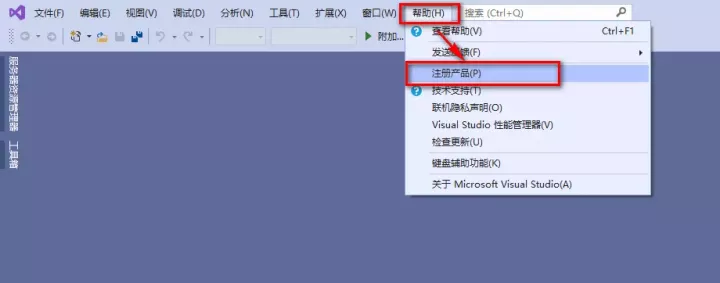 文件(F) 编辑(E) 视图(V) 调试(D) 分析(N) 工具(T) 扩展(X) 窗口(W) 帮助(H) 搜索 (Ctrl+Q)
附加...
查看帮助(V) Ctrl+F1
发送反馈(F)
注册产品(P)
技术支持(T)
联机隐私声明(O)
Visual Studio 性能管理器(V)
检查更新(U)
键盘辅助功能(K)
关于 Microsoft Visual Studio(A)
服务器资源管理器
工具箱